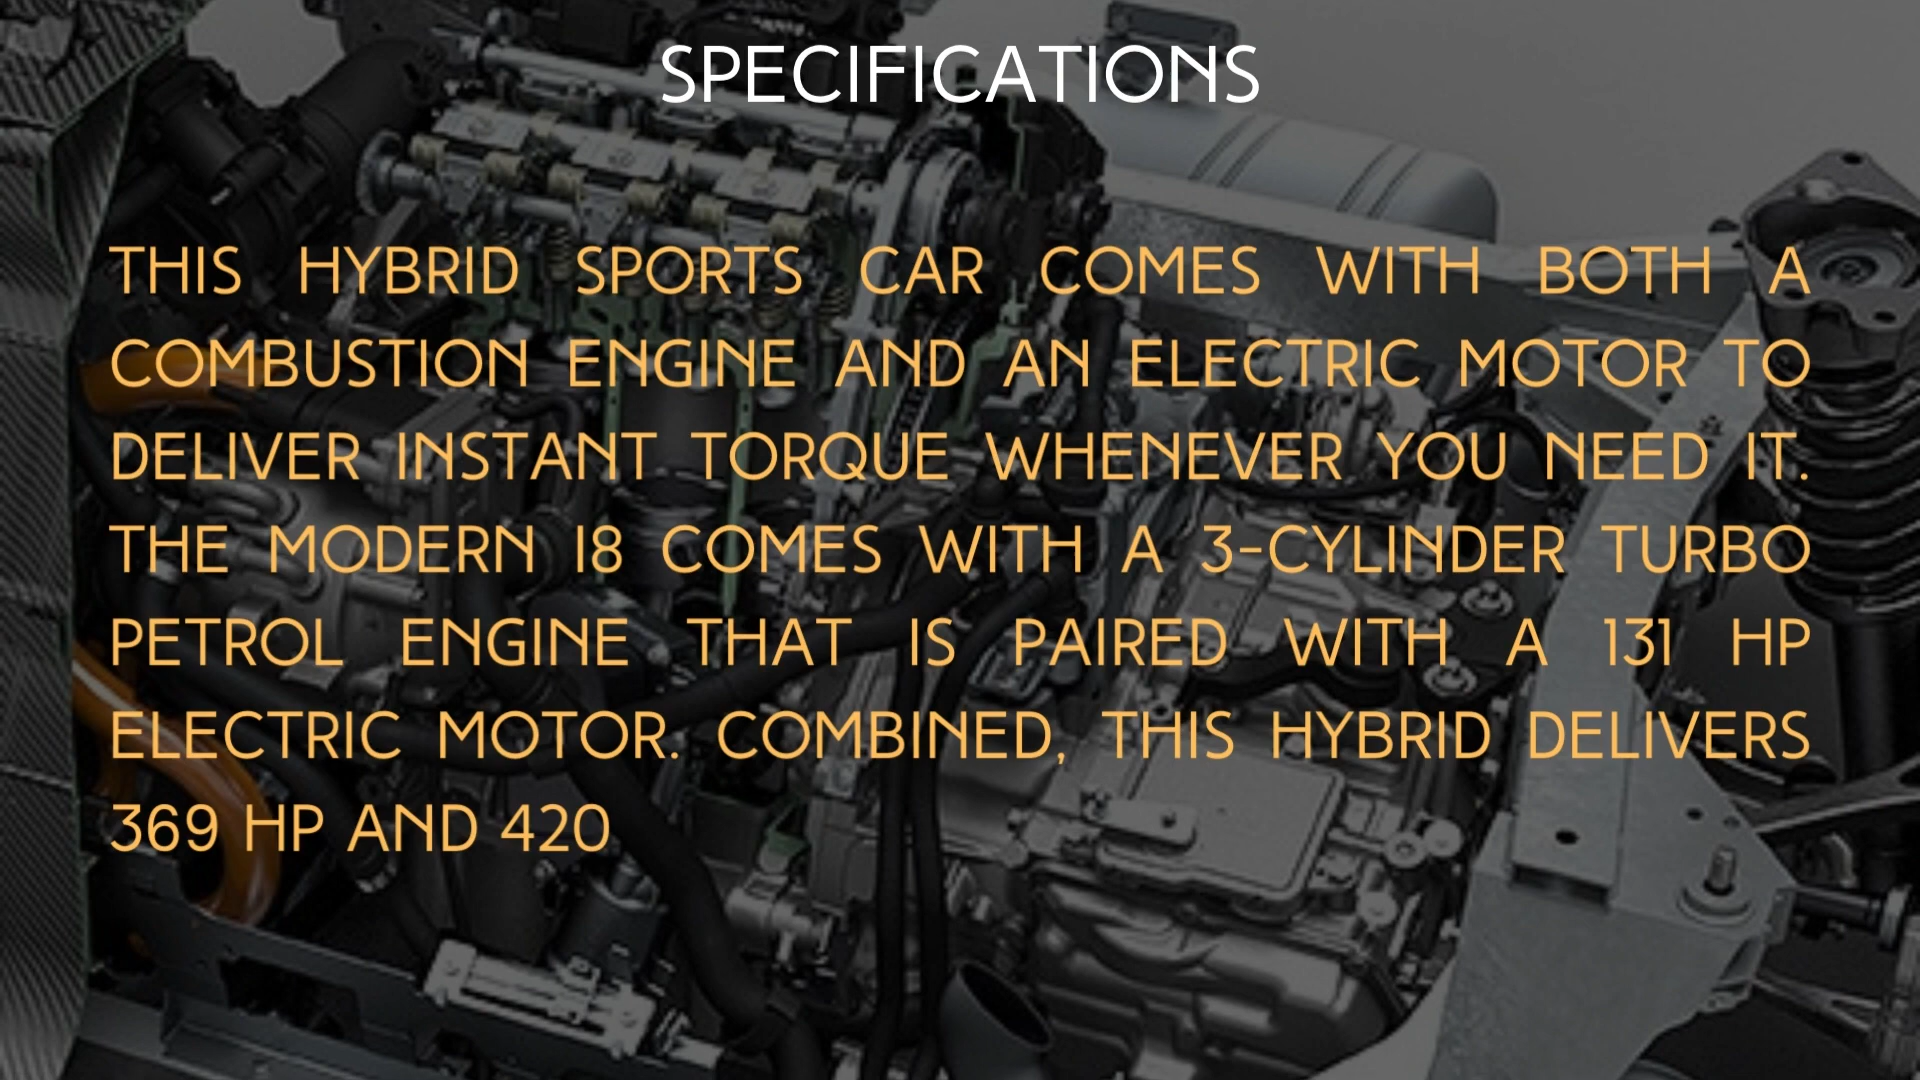 SPECIFICATIONS
THIS HYBRID SPORTS CAR COMES WITH BOTH A
COMBUSTION ENGINE AND AN ELECTRIC MOTOR TO
DELIVER INSTANT TORQUE WHENEVER YOU NEED IT.
THE MODERN I8 COMES WITH A 3-CYLINDER TURBO
PETROL ENGINE THAT IS PAIRED WITH A 131 HP
ELECTRIC MOTOR. COMBINED, THIS HYBRID DELIVERS
369 HP AND 420